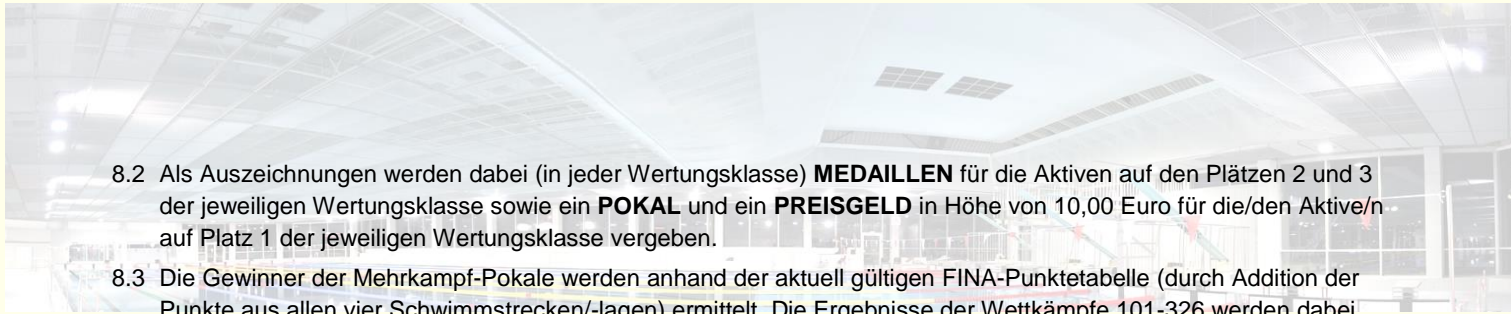 8.2 Als Auszeichnungen werden dabei (in jeder Wertungsklasse) MEDAILLEN für die Aktiven auf den Plätzen 2 und 3
der jeweiligen Wertungsklasse sowie ein POKAL und ein PREISGELD in Höhe von 10,00 Euro für die/den Aktive/n
auf Platz 1 der jeweiligen Wertungsklasse vergeben.
8.3 Die Gewinner der Mehrkampf-Pokale werden anhand der aktuell gültigen FINA-Punktetabelle (durch Addition der
Punkte aus allen vier Schwimmstrecken/-lagen) ermittelt. Die Ergebnisse der Wettkämpfe 101-326 werden dabei